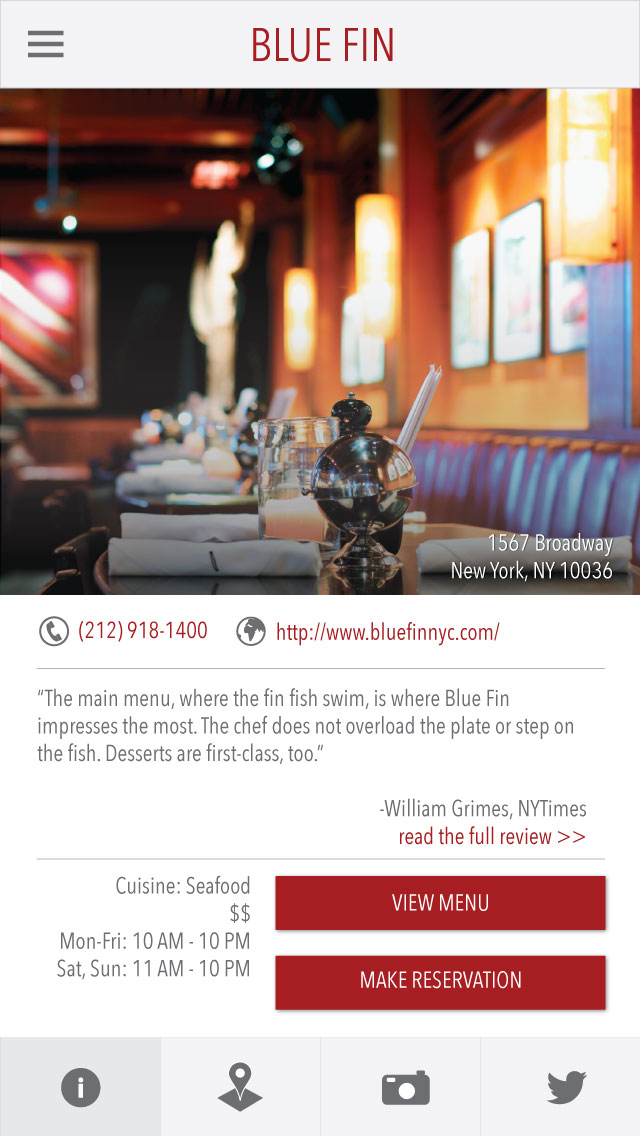 BLUE FIN
1567 Broadway
New York, NY 10036
(212) 918-1400
http://www.bluefinnyc.com/
“The main menu, where the fin fish swim, is where Blue Fin
impresses the most. The chef does not overload the plate or step on
the fish. Desserts are first-class, too.”
-William Grimes, NYTimes
read the full review >>
Cuisine: Seafood
$$
Mon-Fri: 10 AM - 10 PM
Sat, Sun: 11 AM - 10 PM
VIEW MENU
MAKE RESERVATION